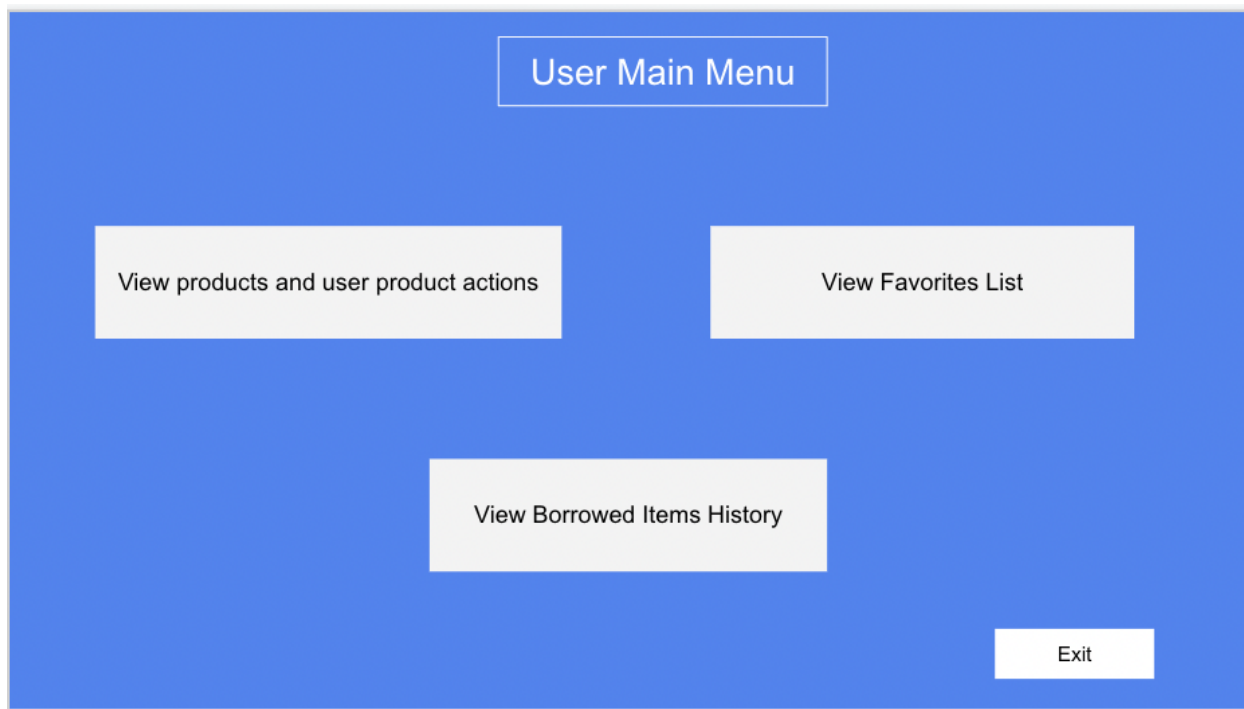 User Main Menu
View products and user product actions
View Favorites List
View Borrowed Items History
Exit